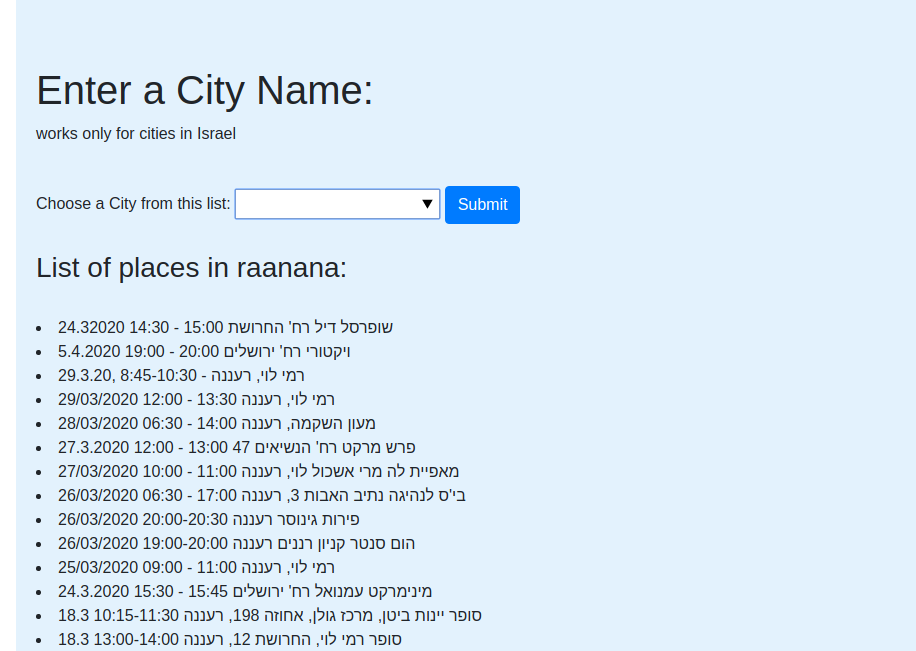 Enter a City Name:
works only for cities in Israel
Choose a City from this list:
Submit
List of places in raanana:
24.32020 14:30 - 15:00 שופרסל דיל רח' החרושת
5.4.2020 19:00 - 20:00 ויקטורי רח' ירושלים
29.3.20, 8:45-10:30 - רמי לוי, רעננה
29/03/2020 12:00 - 13:30 רמי לוי, רעננה
28/03/2020 06:30 - 14:00 מעון השקמה, רעננה
27.3.2020 12:00 - 13:00 פרש מרקט רח' הנשיאים 47
27/03/2020 10:00 - 11:00 מאפיית לה מרי אשכול לוי, רעננה
26/03/2020 06:30 - 17:00 בי'ס לנהיגה נתיב האבות 3, רעננה
26/03/2020 20:00-20:30 פירות גינוסר רעננה
26/03/2020 19:00-20:00 הום סנטר קניון רננים רעננה
25/03/2020 09:00 - 11:00 רמי לוי, רעננה
24.3.2020 15:30 - 15:45 מינימרקט עמנואל רח' ירושלים
18.3 10:15-11:30 סופר יינות ביטן, מרכז גולן, אחוזה 198, רעננה
18.3 13:00-14:00 סופר רמי לוי, החרושת 12, רעננה